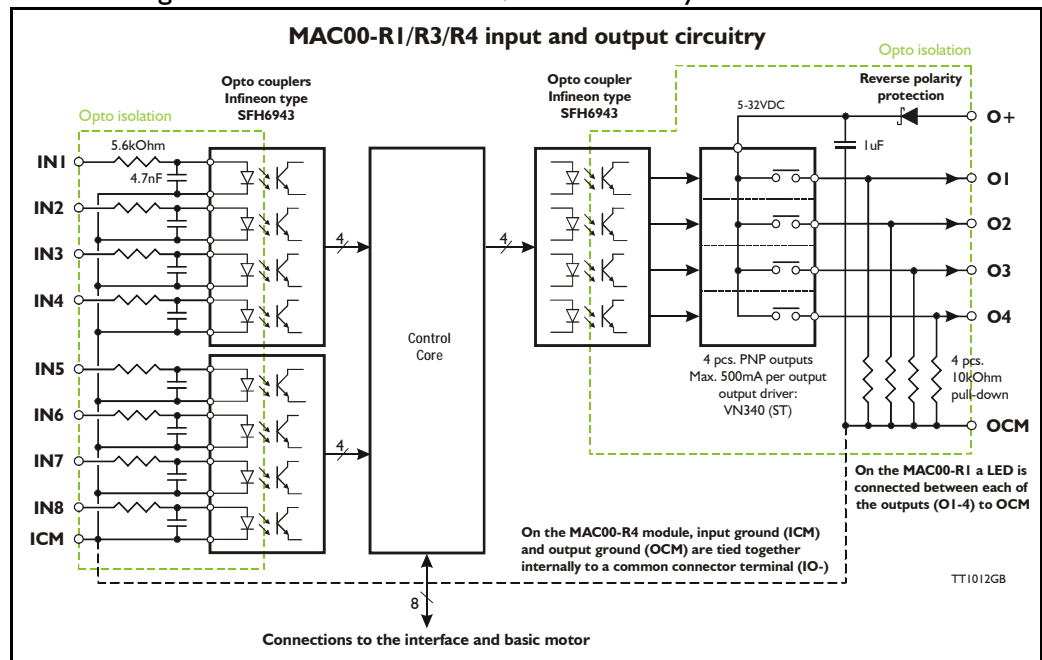 MAC00-R1/R3/R4 input and output circuitry
Opto isolation
Opto couplers
Infineon type
SFH6943
Opto coupler
Infineon type
SFH6943
Reverse polarity
protection
Opto isolation
5-32VDC
O+
IN1
5.6kOhm
4.7nF
1uF
O1
IN2
O2
IN3
4
4
O3
IN4
O4
Control
Core
IN5
4 pcs. PNP outputs
Max. 500mA per output
output driver:
VN340 (ST)
4 pcs.
10kOhm
pull-down
IN6
OCM
IN7
4
IN8
ICM
On the MAC00-R1 a LED is
connected between each of
the outputs (O1-4) to OCM
On the MAC00-R4 module, input ground (ICM)
and output ground (OCM) are tied together
internally to a common connector terminal (IO-)
TT1012GB
8
Connections to the interface and basic motor